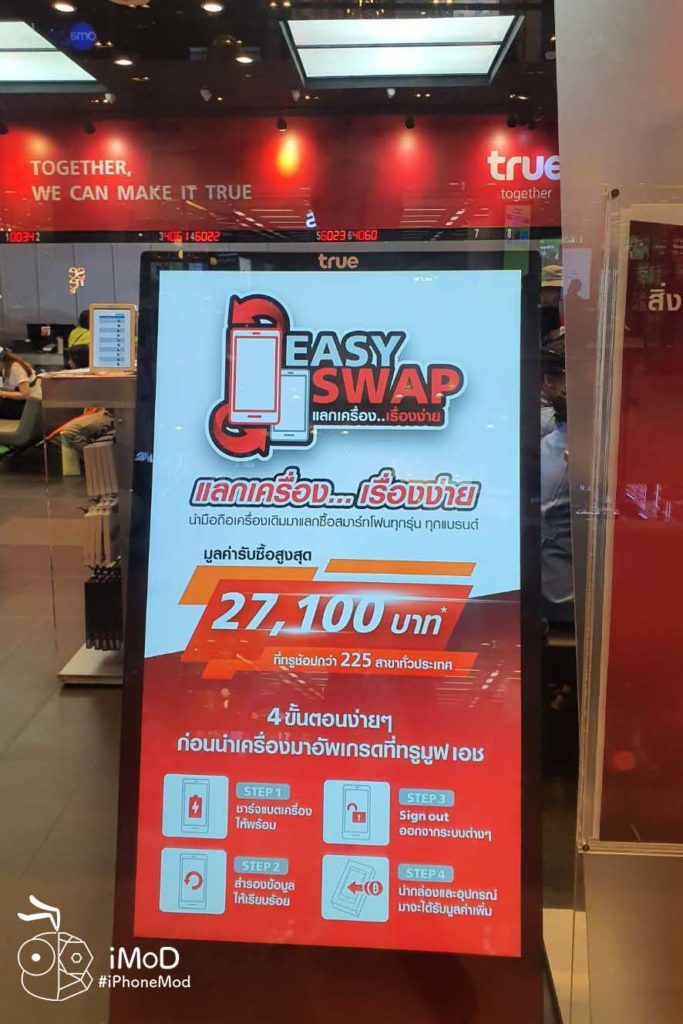 TOGETHER,
WE CAN MAKE IT TRUE
true
together
10034 2
56023 64060
7
8
true
EASY
SWAP
แลกเครื่อง..เรื่องง่าย
แลกเครื่อง... เรื่องง่าย
นำมือถือเครื่องเดิมมาแลกซื้อสมาร์ทโฟนทุกรุ่น ทุกแบรนด์
มูลค่ารับซื้อสูงสุด
27,100 บาท*
ที่ทรูช้อปกว่า 225 สาขาทั่วประเทศ
4 ขั้นตอนง่ายๆ
ก่อนนำเครื่องมาอัพเกรดที่ทรูมูฟ เอช
STEP 1
ชาร์จแบตเครื่อง
ให้พร้อม
STEP 2
สำรองข้อมูล
ให้เรียบร้อย
STEP 3
Sign out
ออกจากระบบต่างๆ
STEP 4
นำกล่องและอุปกรณ์
มาจะได้รับมูลค่าเพิ่ม
สิ่ง
iMoD
#iPhoneMod